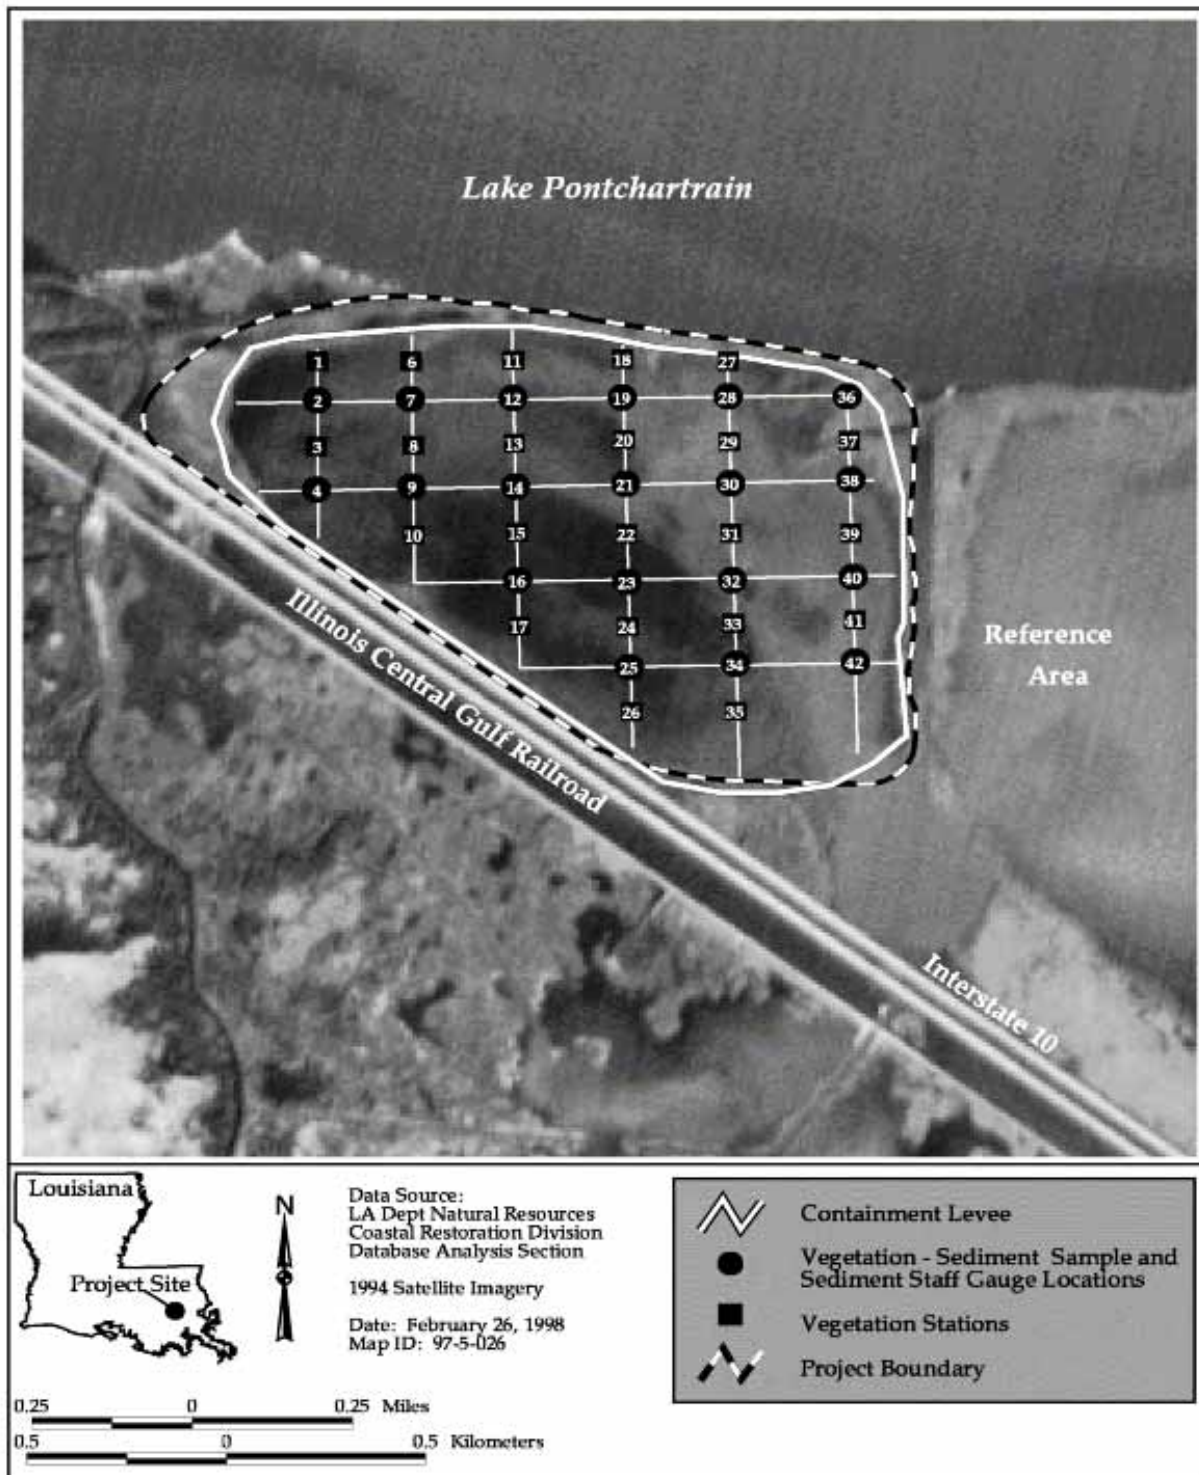 Lake Pontchartrain
1 6 11 18 27
2 7 12 19 28 36
3 8 13 20 29 37
4 9 14 21 30 38
10 15 22 31 39
16 23 32 40
17 24 33 41
25 34 42
26 35
Reference
Area
Illinois Central Gulf Railroad
Interstate 10
Louisiana
Project Site
N
Data Source:
LA Dept Natural Resources
Coastal Restoration Division
Database Analysis Section
1994 Satellite Imagery
Date: February 26, 1998
Map ID: 97-5-026
0.25 0 0.25 Miles
0.5 0 0.5 Kilometers
Containment Levee
Vegetation - Sediment Sample and
Sediment Staff Gauge Locations
Vegetation Stations
Project Boundary